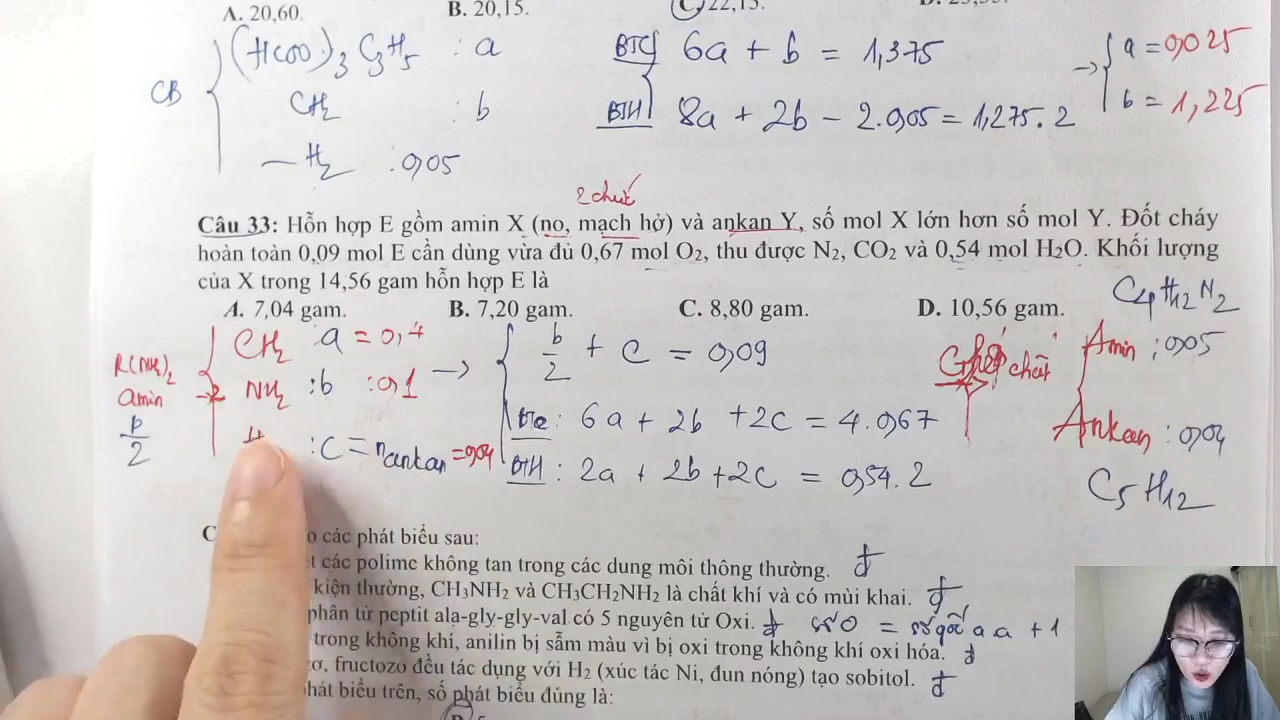 A. 20,60. B. 20,15. C. 22,15.
CB (HCOO)3 C3H5 : a
CH2 : b
– H2 : 0,05
BTC 6a + b = 1,375
BTH 8a + 2b – 2.0,05 = 1,275.2
→ a = 0,025
b = 1,225
2 chức
Câu 33: Hỗn hợp E gồm amin X (no, mạch hở) và ankan Y, số mol X lớn hơn số mol Y. Đốt cháy
hoàn toàn 0,09 mol E cần dùng vừa đủ 0,67 mol O2, thu được N2, CO2 và 0,54 mol H2O. Khối lượng
của X trong 14,56 gam hỗn hợp E là
A. 7,04 gam. B. 7,20 gam. C. 8,80 gam. D. 10,56 gam.
R(NH2)2
amin
b/2
CH2 : a = 0,4
NH2 : b : 0,1
: c = nankan = 0,04
→ b/2 + c = 0,09
BTe : 6a + 2b + 2c = 4.0,67
BTH : 2a + 2b + 2c = 0,54.2
Ghép chất
C4H12N2
Amin : 0,05
Ankan : 0,04
C5H12
các phát biểu sau:
các polime không tan trong các dung môi thông thường. đ
kiện thường, CH3NH2 và CH3CH2NH2 là chất khí và có mùi khai. đ
phân tử peptit ala-gly-gly-val có 5 nguyên tử Oxi. đ số O = số gốc aa + 1
trong không khí, anilin bị sẫm màu vì bị oxi trong không khí oxi hóa. đ
fructozo đều tác dụng với H2 (xúc tác Ni, đun nóng) tạo sobitol. đ
phát biểu trên, số phát biểu đúng là: